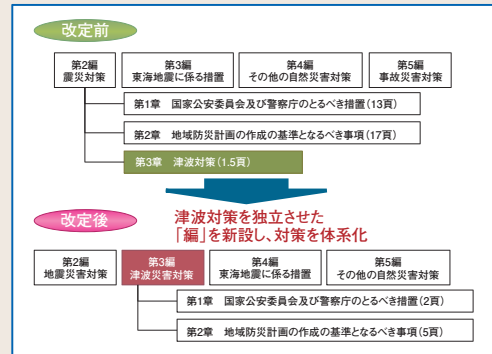 改定前
第2編
震災対策
第3編
東海地震に係る措置
第4編
その他の自然災害対策
第5編
事故災害対策
第1章　国家公安委員会及び警察庁のとるべき措置(13頁)
第2章　地域防災計画の作成の基準となるべき事項(17頁)
第3章　津波対策(1.5頁)
改定後
津波対策を独立させた
「編」を新設し、対策を体系化
第2編
地震災害対策
第3編
津波災害対策
第4編
東海地震に係る措置
第5編
その他の自然災害対策
第1章　国家公安委員会及び警察庁のとるべき措置(2頁)
第2章　地域防災計画の作成の基準となるべき事項(5頁)